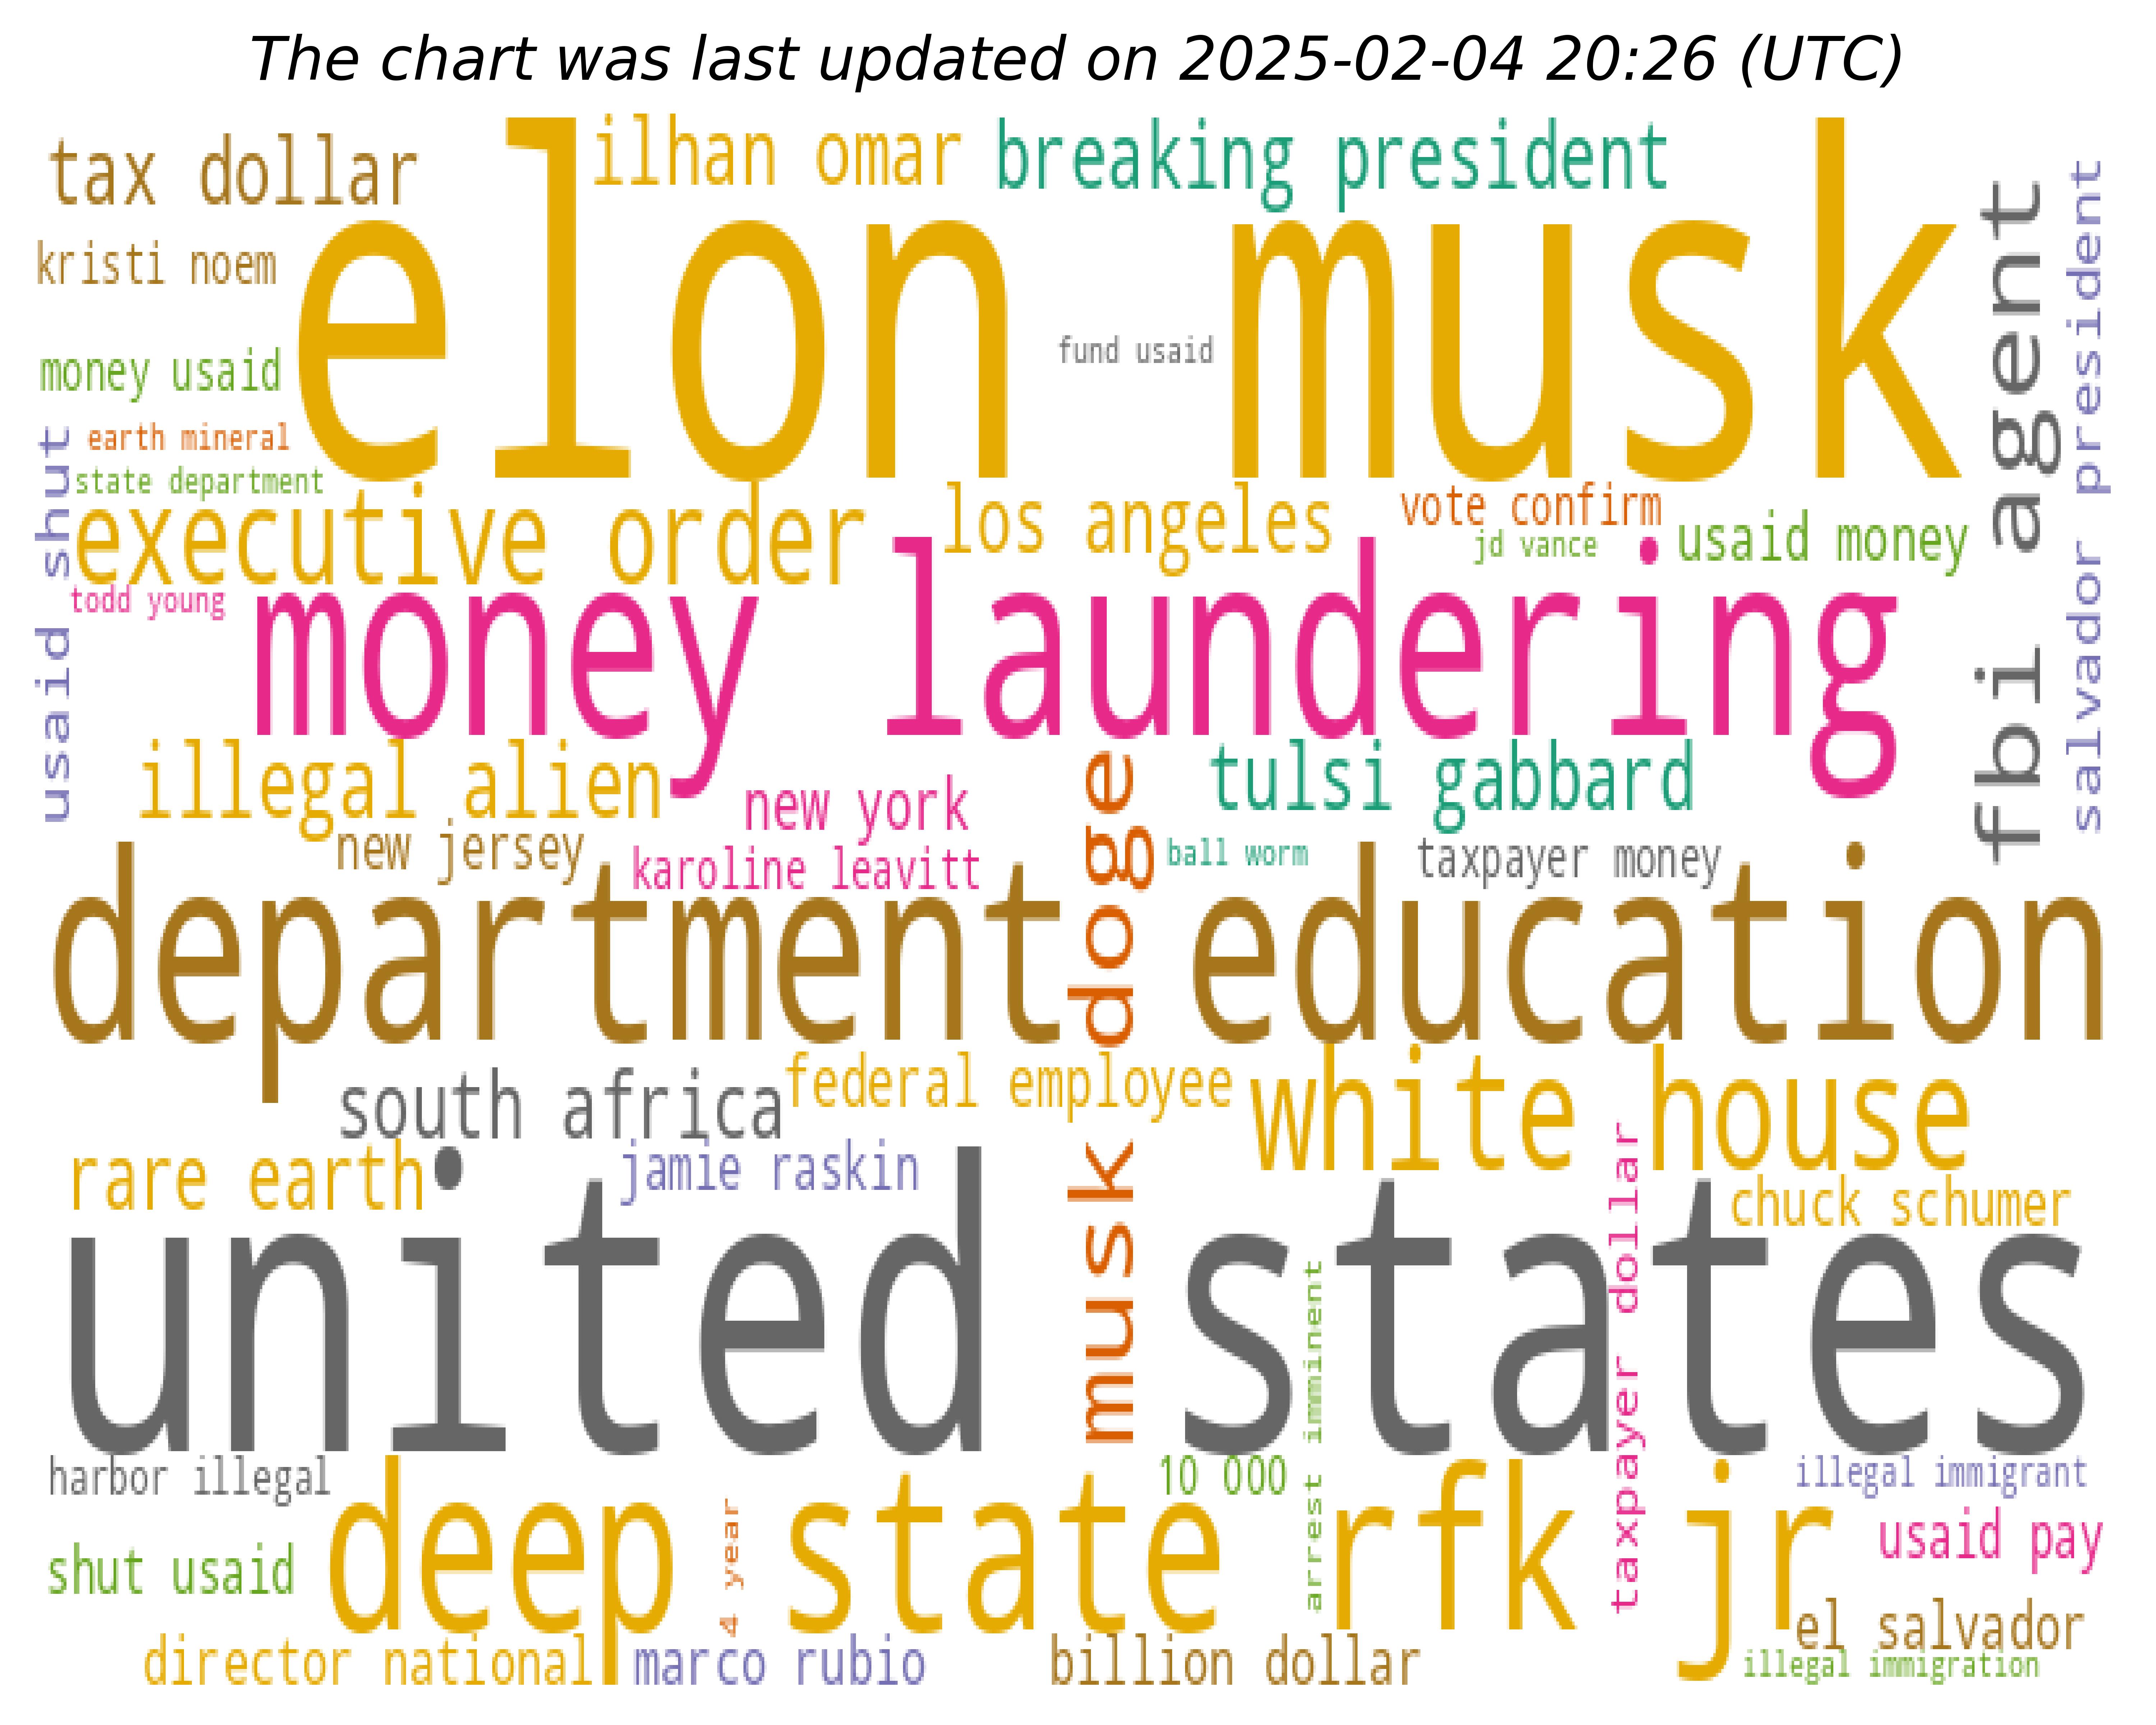 The chart was last updated on 2025-02-04 20:26 (UTC)
tax dollar
ilhan omar
breaking president
elon musk
kristi noem
fund usaid
money usaid
earth mineral
state department
usaid shut
fbi agent
salvador president
executive order
los angeles
vote confirm
jd vance
usaid money
todd young
money laundering
illegal alien
new york
tulsi gabbard
new jersey
karoline leavitt
musk doge
ball worm
taxpayer money
department education
south africa
federal employee
white house
rare earth
jamie raskin
chuck schumer
united states
taxpayer dollar
arrest imminent
harbor illegal
10 000
illegal immigrant
deep state
rfk jr
shut usaid
4 year
usaid pay
el salvador
director national
marco rubio
billion dollar
illegal immigration